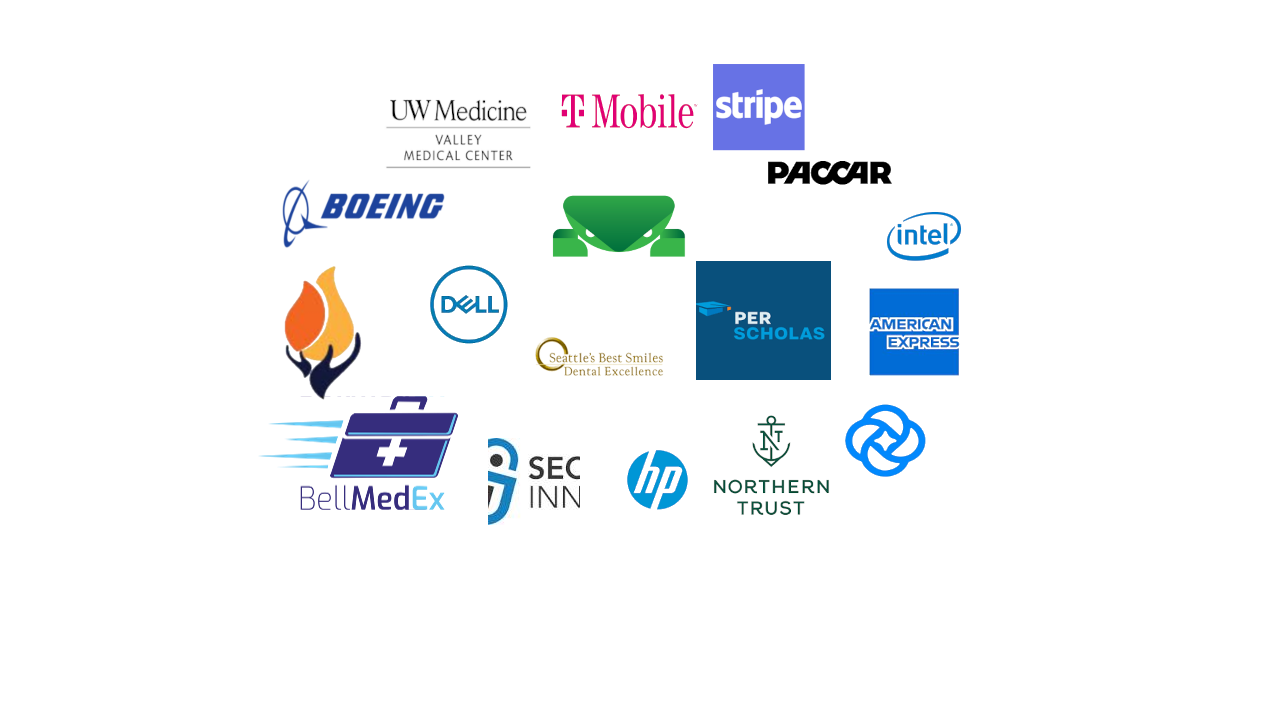 UW Medicine
VALLEY
MEDICAL CENTER
T Mobile
stripe
PACCAR
BOEING
intel
DELL
PER
SCHOLAS
AMERICAN
EXPRESS
Seattle's Best Smiles
Dental Excellence
BellMedEx
SEC
INN
hp
N T
NORTHERN
TRUST